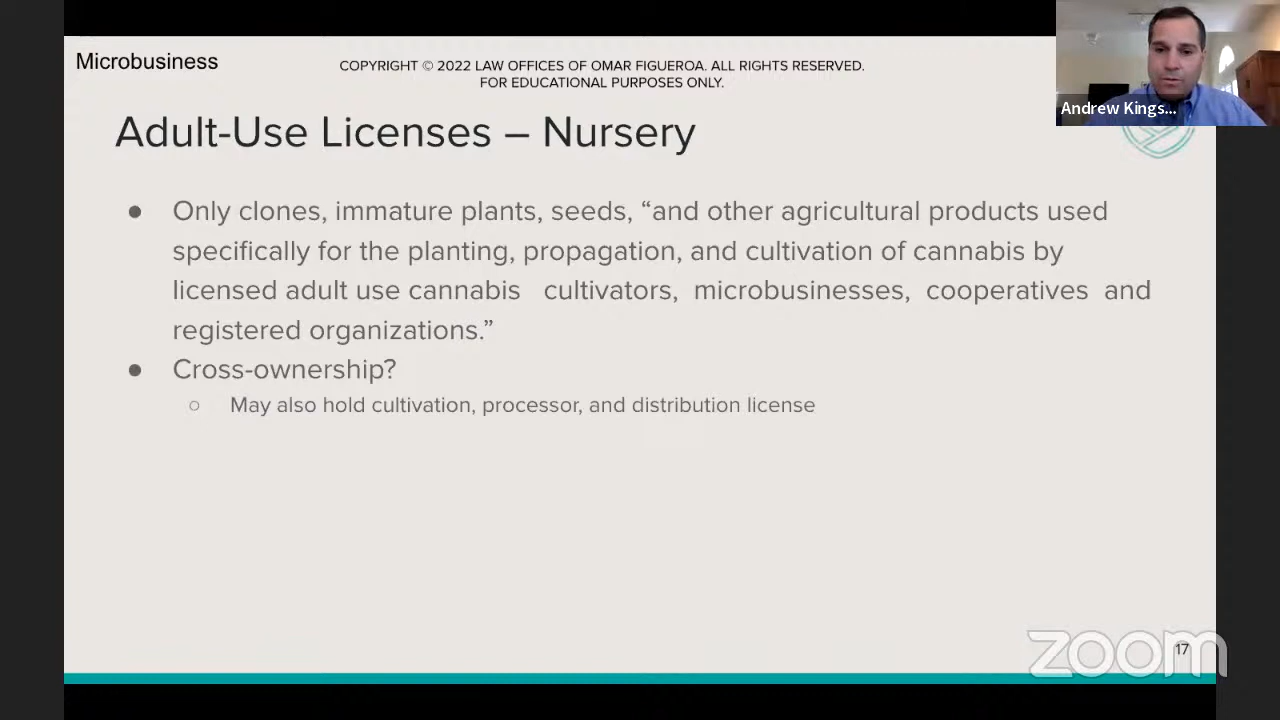 Microbusiness
COPYRIGHT © 2022 LAW OFFICES OF OMAR FIGUEROA. ALL RIGHTS RESERVED.
FOR EDUCATIONAL PURPOSES ONLY.
Andrew Kings...
Adult-Use Licenses – Nursery
● Only clones, immature plants, seeds, “and other agricultural products used
specifically for the planting, propagation, and cultivation of cannabis by
licensed adult use cannabis cultivators, microbusinesses, cooperatives and
registered organizations.”
● Cross-ownership?
○ May also hold cultivation, processor, and distribution license
zoom
17